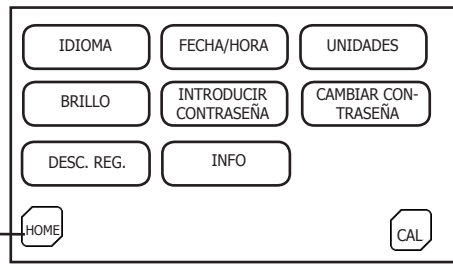 IDIOMA
FECHA/HORA
UNIDADES
BRILLO
INTRODUCIR
CONTRASEÑA
CAMBIAR CON-
TRASEÑA
DESC. REG.
INFO
HOME
CAL